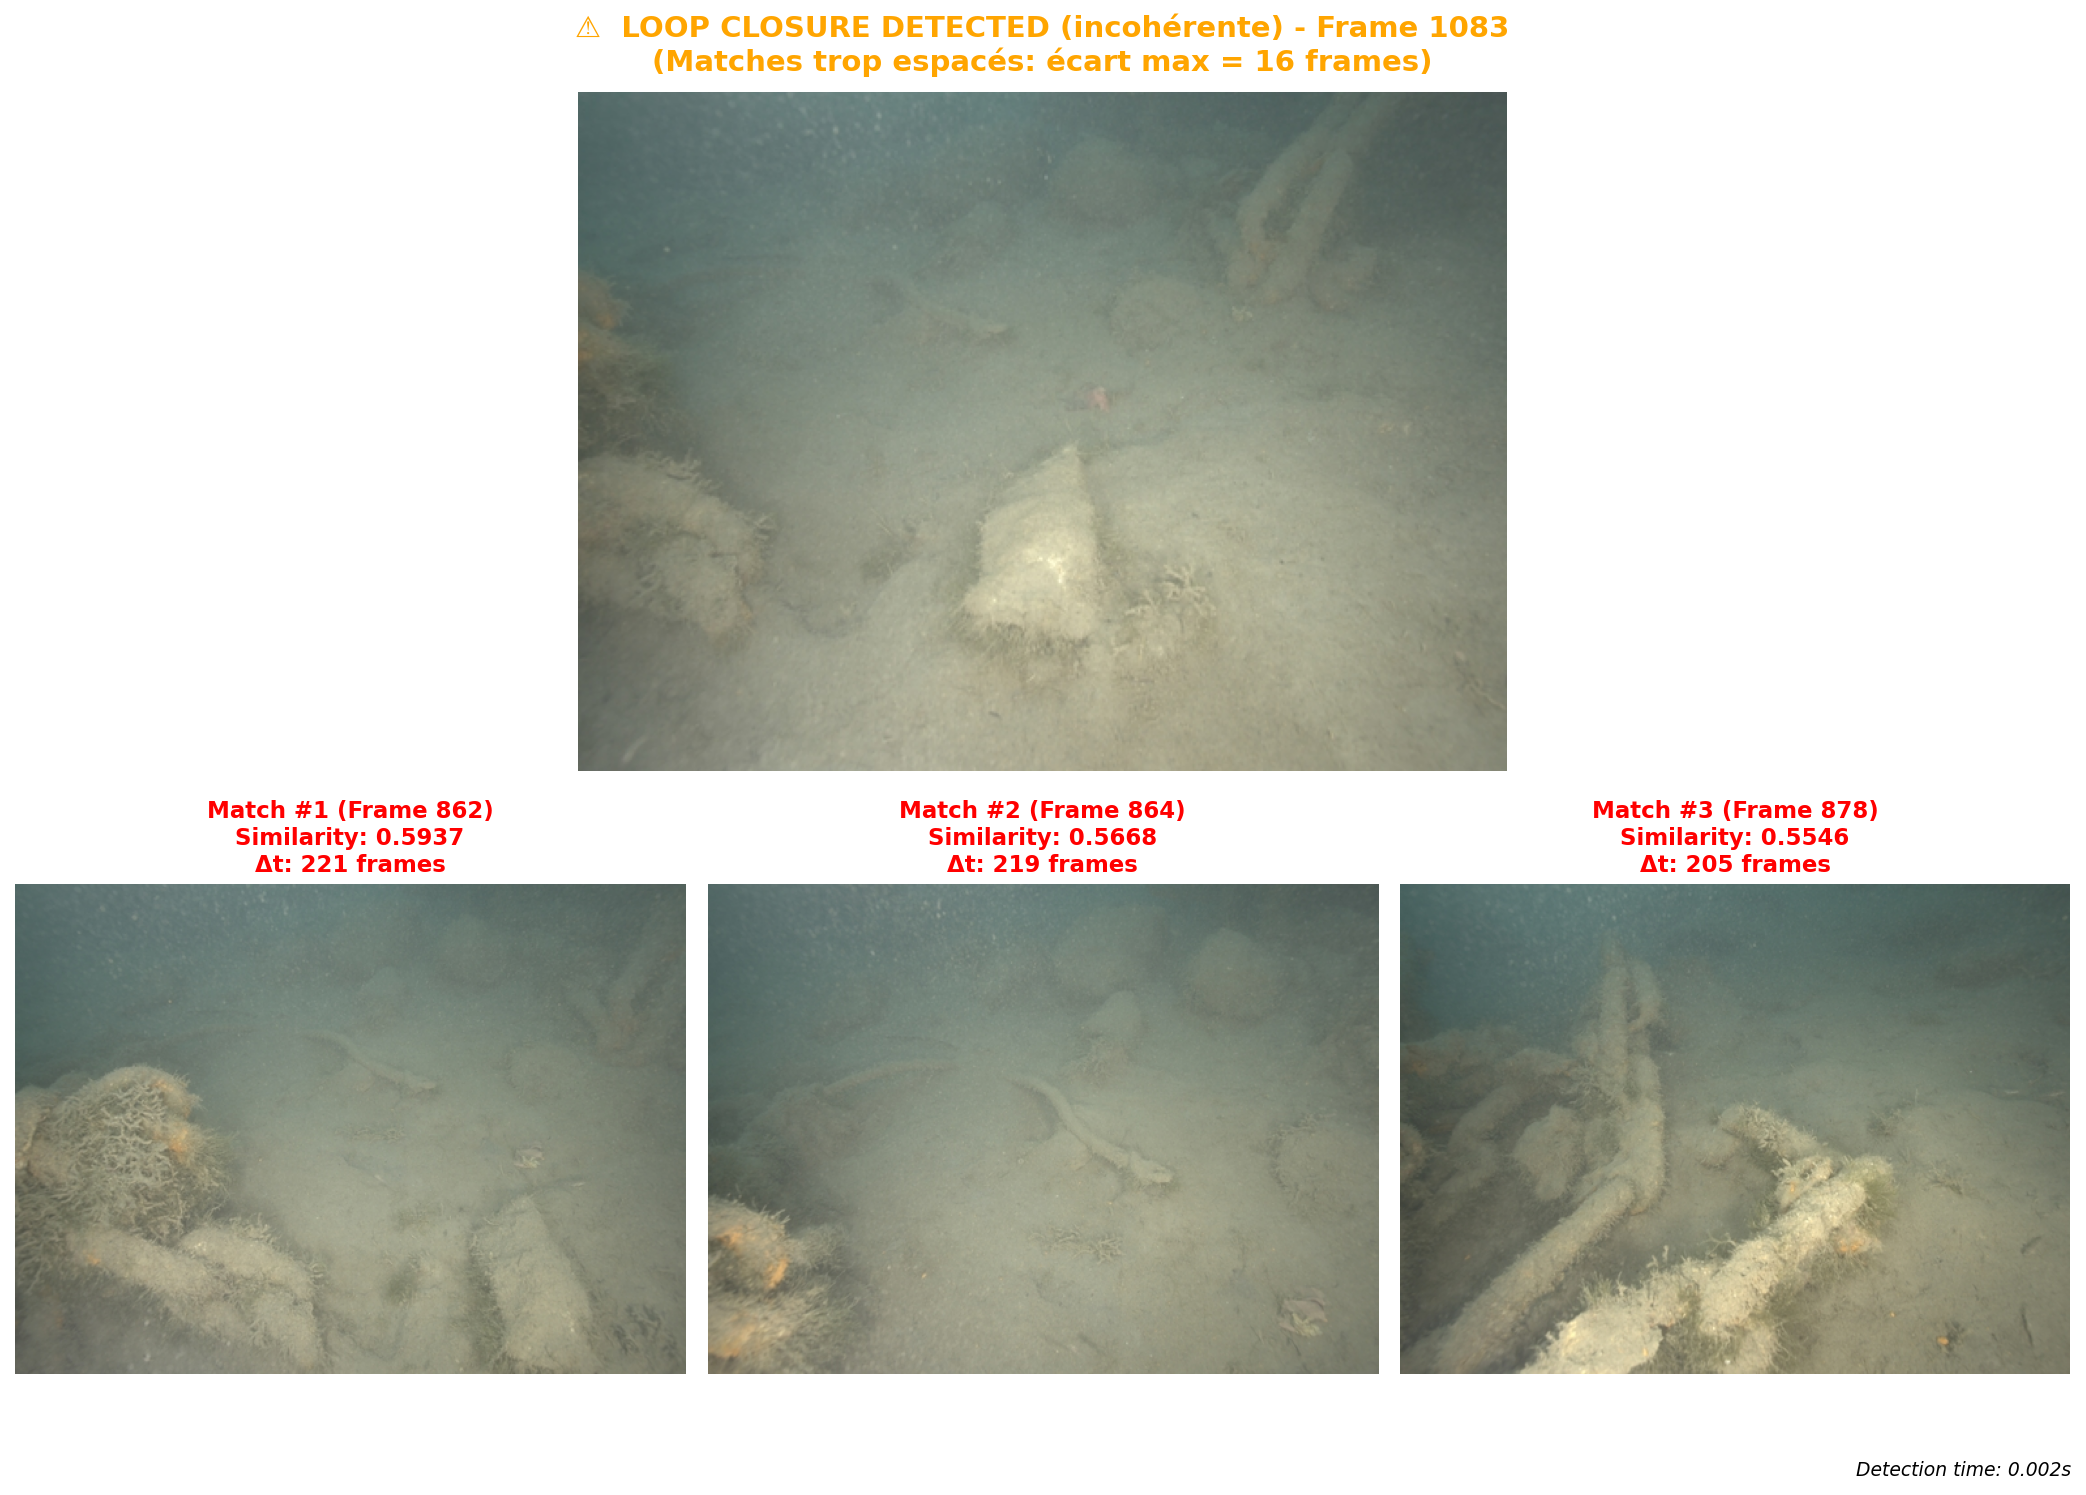 ⚠ LOOP CLOSURE DETECTED (incohérente) - Frame 1083
(Matches trop espacés: écart max = 16 frames)
Match #1 (Frame 862)
Similarity: 0.5937
Δt: 221 frames
Match #2 (Frame 864)
Similarity: 0.5668
Δt: 219 frames
Match #3 (Frame 878)
Similarity: 0.5546
Δt: 205 frames
Detection time: 0.002s